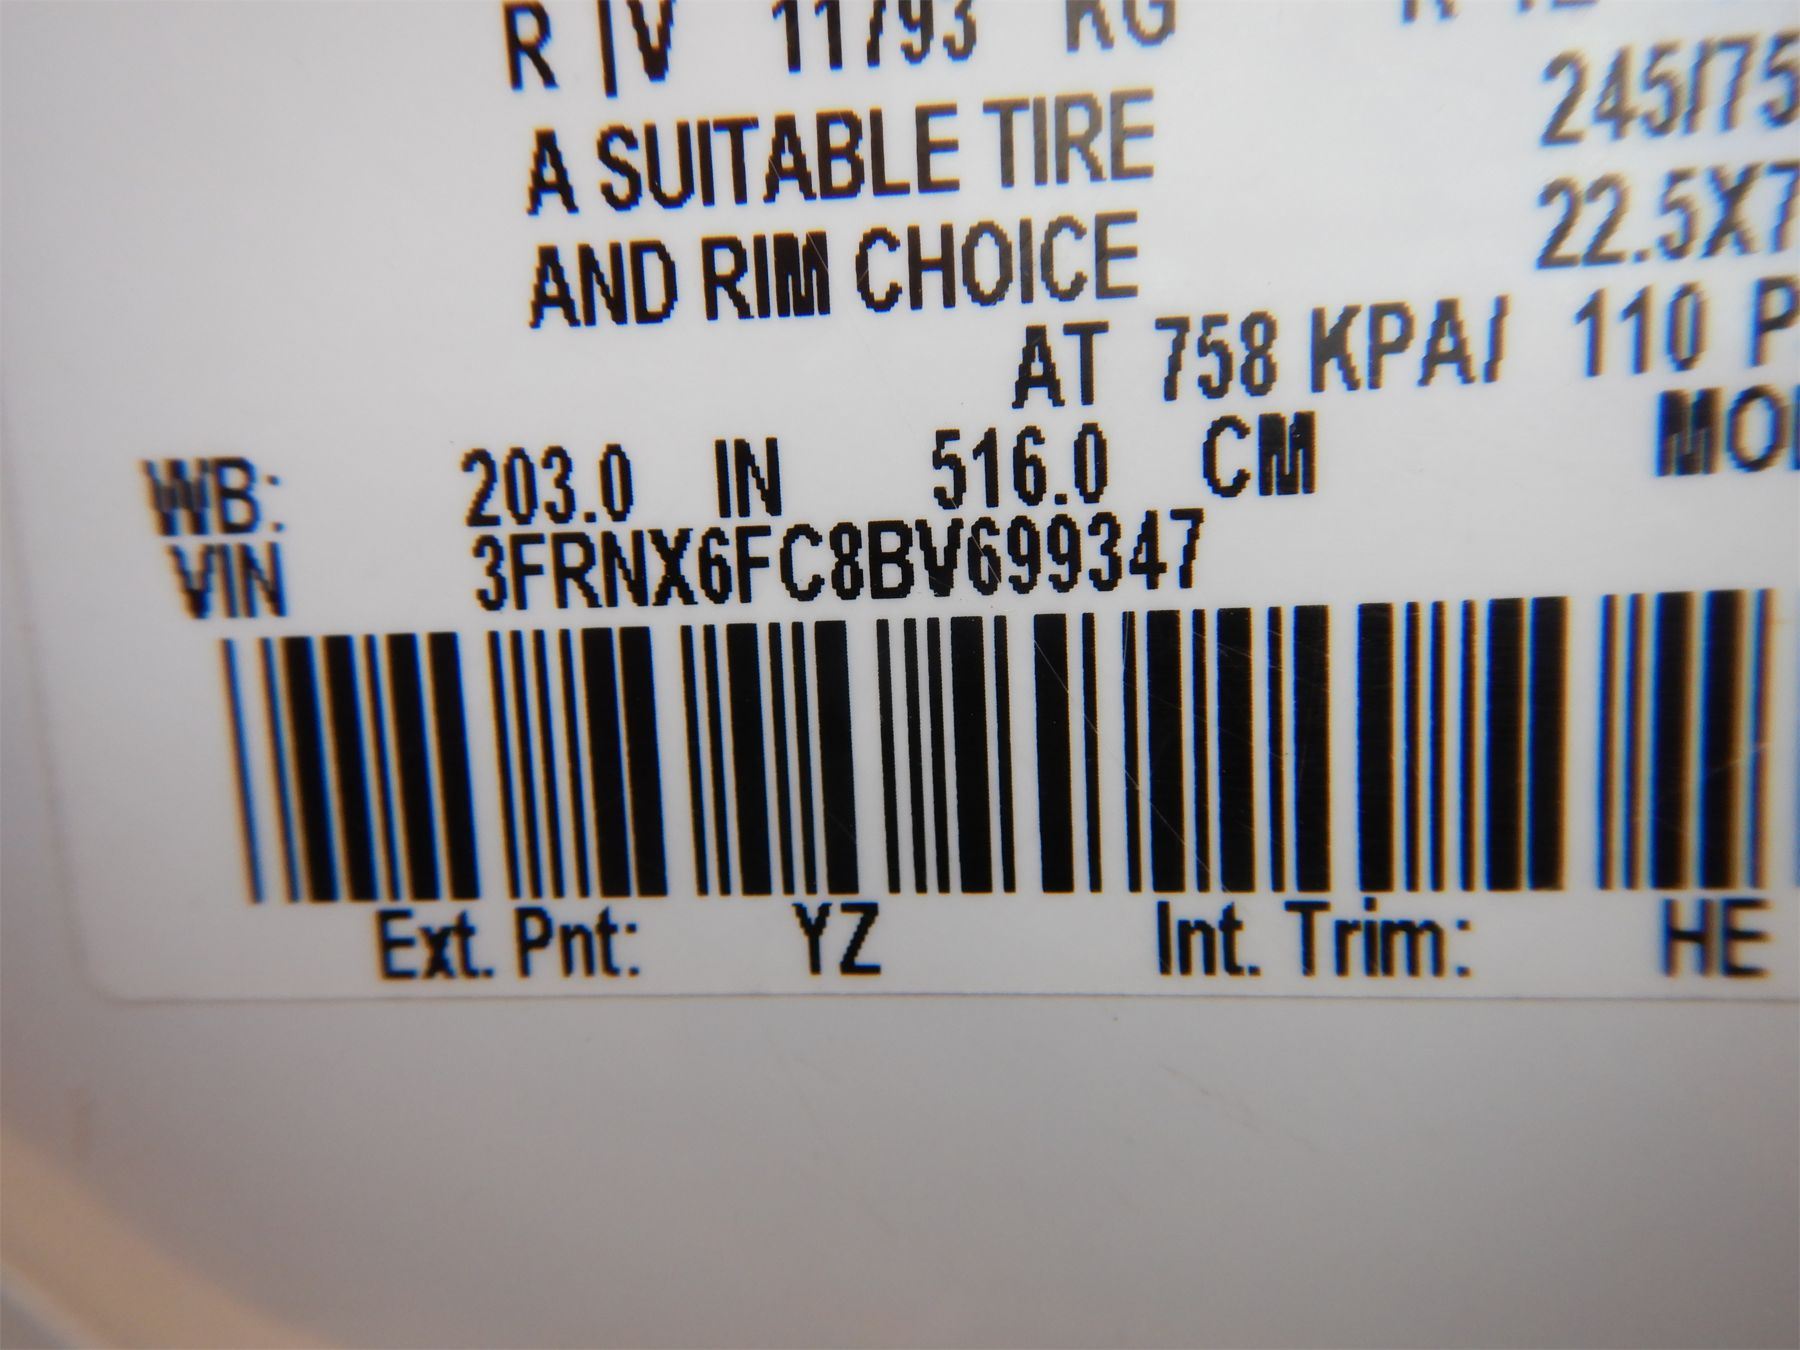 R |V 11793 KG
245/75
A SUITABLE TIRE
22.5X7
AND RIM CHOICE
AT 758 KPA/ 110 P
MO
WB: 203.0 IN 516.0 CM
VIN 3FRNX6FC8BV699347
Ext. Pnt: YZ Int. Trim: HE